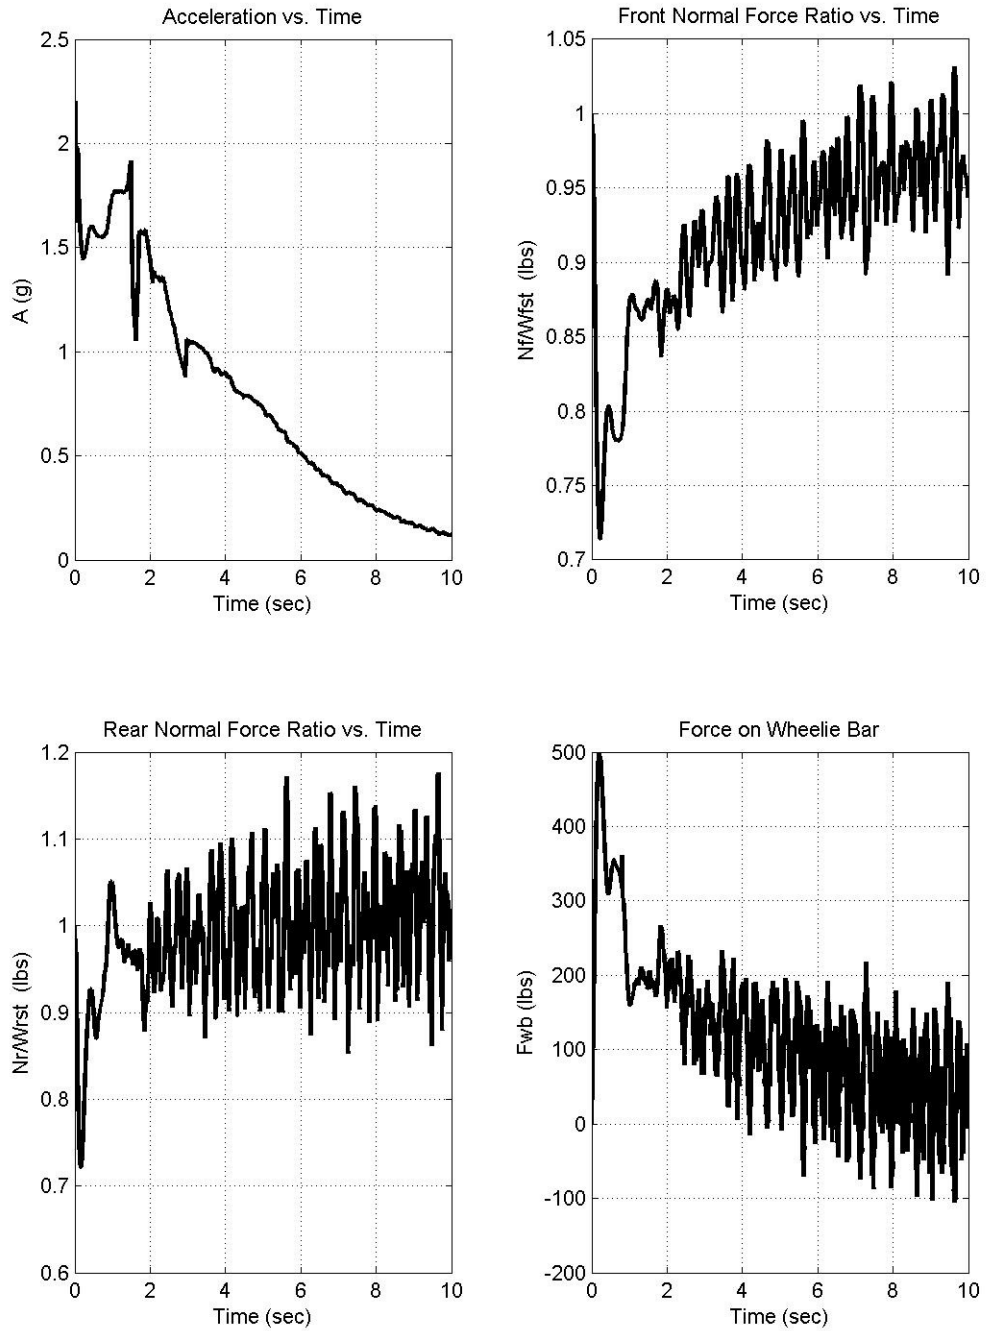 Acceleration vs. Time
2.5
2
1.5
1
0.5
0
A (g)
0 2 4 6 8 10
Time (sec)
Front Normal Force Ratio vs. Time
1.05
1
0.95
0.9
0.85
0.8
0.75
0.7
Nf/Wfst (lbs)
0 2 4 6 8 10
Time (sec)
Rear Normal Force Ratio vs. Time
1.2
1.1
1
0.9
0.8
0.7
0.6
Nr/Wrst (lbs)
0 2 4 6 8 10
Time (sec)
Force on Wheelie Bar
500
400
300
200
100
0
-100
-200
Fwb (lbs)
0 2 4 6 8 10
Time (sec)